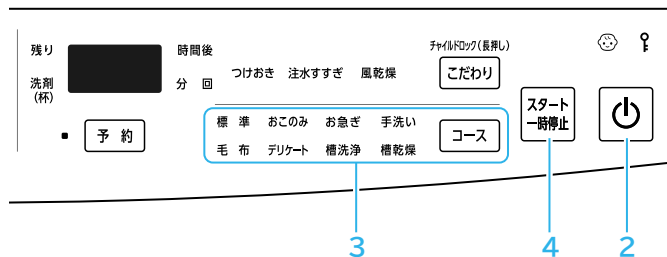 残り
時間後
洗剤
(杯)
分 回
つけおき 注水すすぎ 風乾燥
チャイルドロック(長押し)
こだわり
予 約
標 準 おこのみ お急ぎ 手洗い
毛 布 デリケート 槽洗浄 槽乾燥
コース
スタート
一時停止
3
4
2